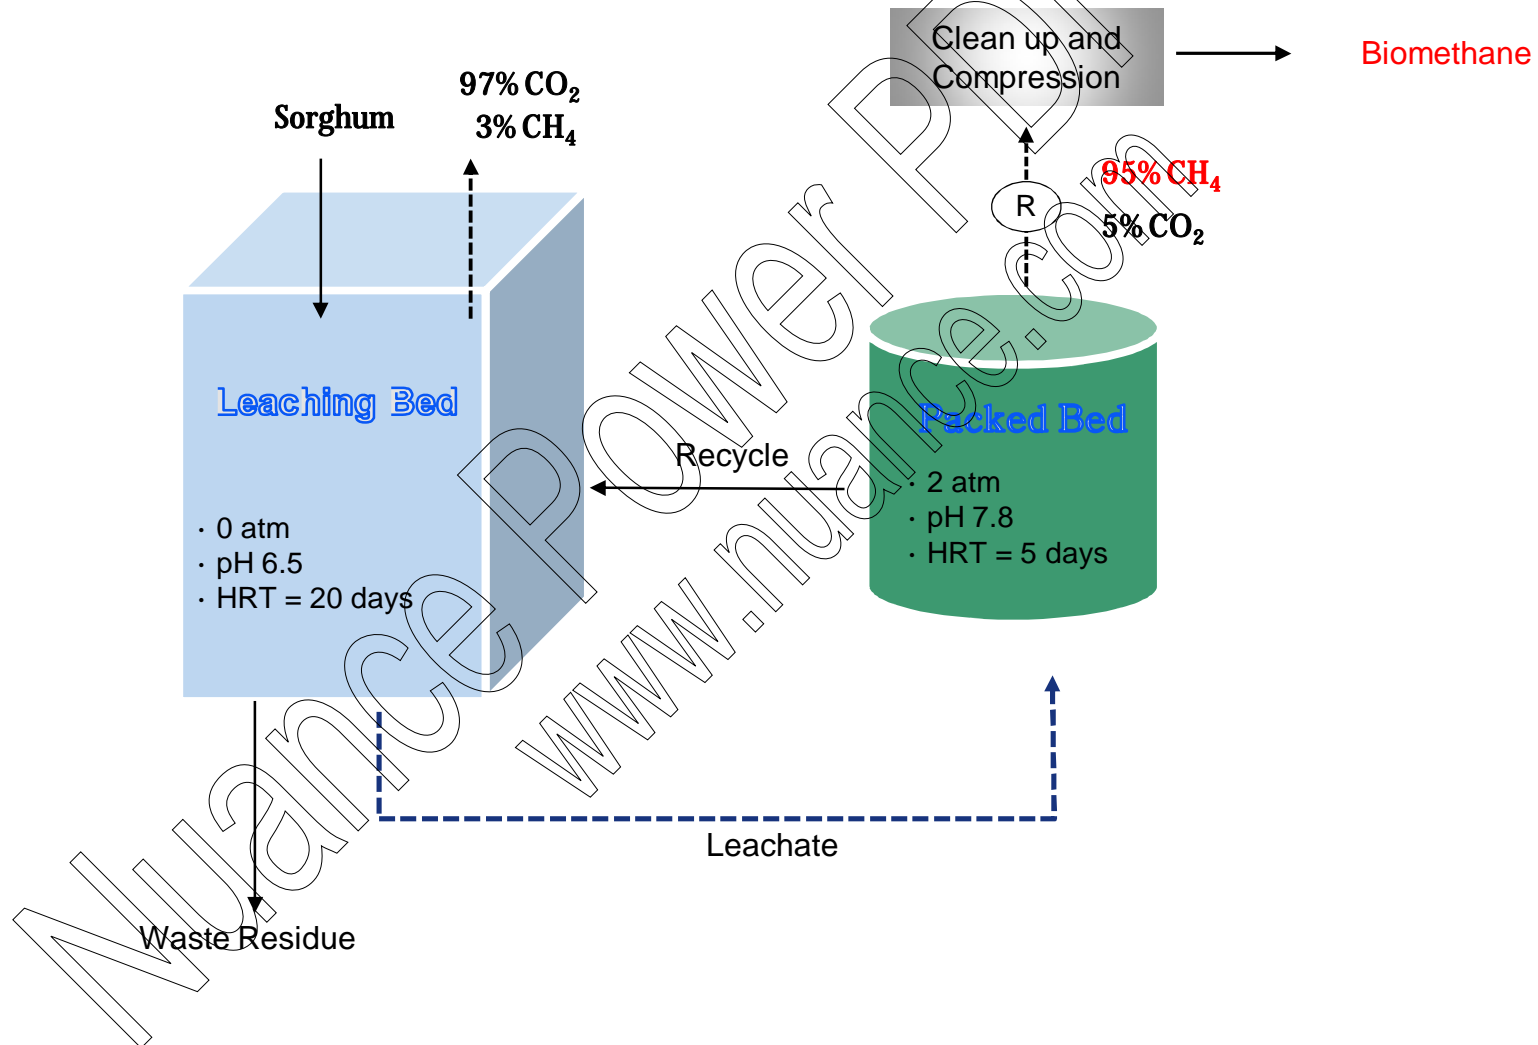 Clean up and
Compression
Biomethane
97% CO₂
3% CH₄
Sorghum
95% CH₄
R
5% CO₂
Leaching Bed
Packed Bed
Recycle
· 2 atm
· pH 7.8
· HRT = 5 days
· 0 atm
· pH 6.5
· HRT = 20 days
Leachate
Waste Residue
Nuance Power PDF
www.nuance.com